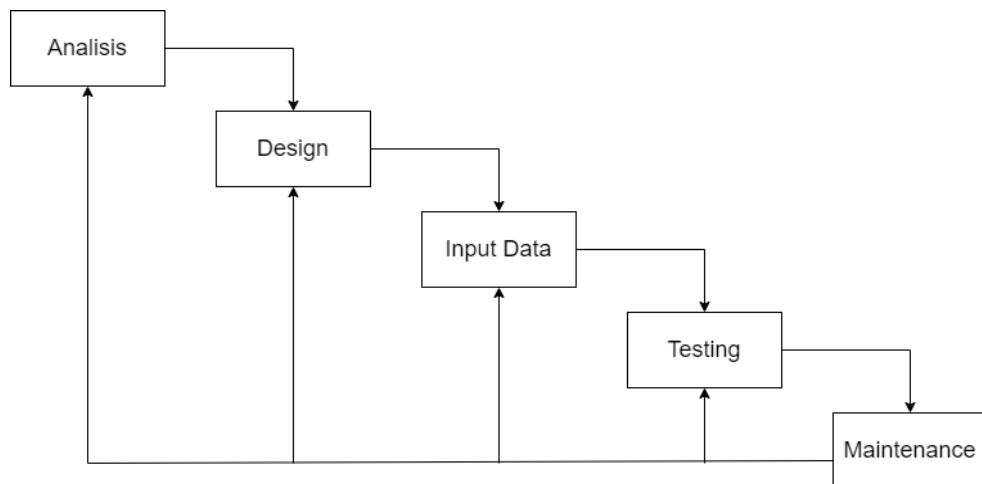 Analisis
Design
Input Data
Testing
Maintenance